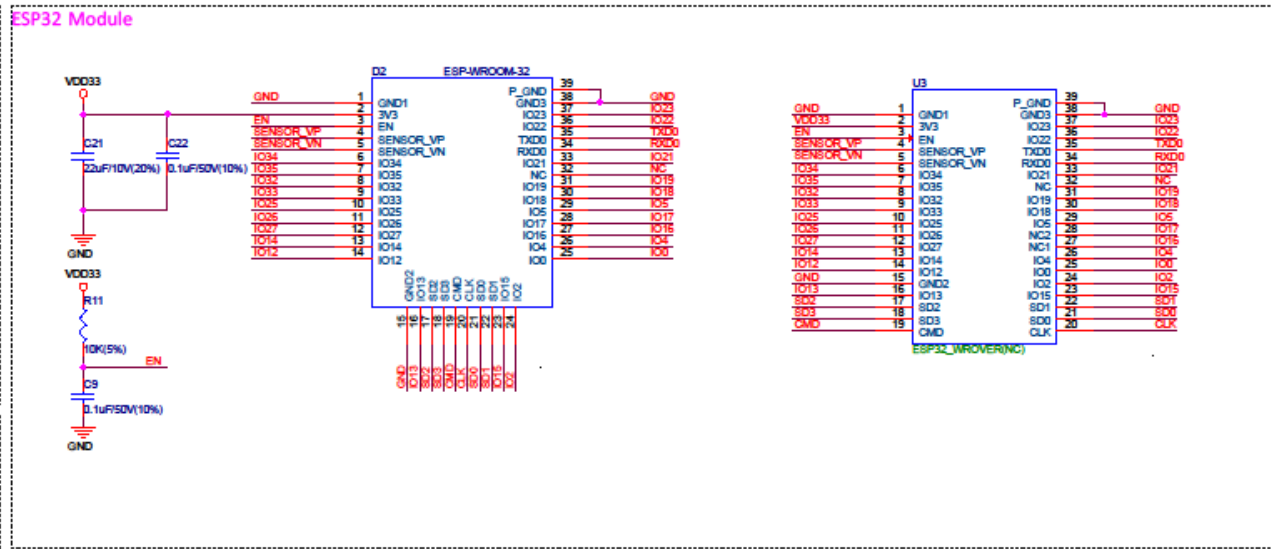 ESP32 Module
VDD33
C21
22uF/10V(20%)
C22
0.1uF/50V(10%)
GND
VDD33
R11
10K(5%)
EN
C9
0.1uF/50V(10%)
GND
D2 ESP-WROOM-32
GND 1 GND1
2 3V3
EN 3 EN
SENSOR_VP 4 SENSOR_VP
SENSOR_VN 5 SENSOR_VN
IO34 6 IO34
IO35 7 IO35
IO32 8 IO32
IO33 9 IO33
IO25 10 IO25
IO26 11 IO26
IO27 12 IO27
IO14 13 IO14
IO12 14 IO12
P_GND 39
GND3 38 GND
IO23 37 IO23
IO22 36 IO22
TXD0 35 TXD0
RXD0 34 RXD0
IO21 33 IO21
NC 32 NC
IO19 31 IO19
IO18 30 IO18
IO5 29 IO5
IO17 28 IO17
IO16 27 IO16
IO4 26 IO4
IO0 25 IO0
GND2 15 GND
IO13 16 IO13
SD2 17 SD2
SD3 18 SD3
CMD 19 CMD
CLK 20 CLK
SD0 21 SD0
SD1 22 SD1
IO15 23 IO15
IO2 24 IO2
U3
GND 1 GND1
VDD33 2 3V3
EN 3 EN
SENSOR_VP 4 SENSOR_VP
SENSOR_VN 5 SENSOR_VN
IO34 6 IO34
IO35 7 IO35
IO32 8 IO32
IO33 9 IO33
IO25 10 IO25
IO26 11 IO26
IO27 12 IO27
IO14 13 IO14
IO12 14 IO12
GND 15 GND2
IO13 16 IO13
SD2 17 SD2
SD3 18 SD3
CMD 19 CMD
P_GND 39
GND3 38 GND
IO23 37 IO23
IO22 36 IO22
TXD0 35 TXD0
RXD0 34 RXD0
IO21 33 IO21
NC 32 NC
IO19 31 IO19
IO18 30 IO18
IO5 29 IO5
NC2 28 IO17
NC1 27 IO16
IO4 26 IO4
IO0 25 IO0
IO2 24 IO2
IO15 23 IO15
SD1 22 SD1
SD0 21 SD0
CLK 20 CLK
ESP32_WROVER(NC)